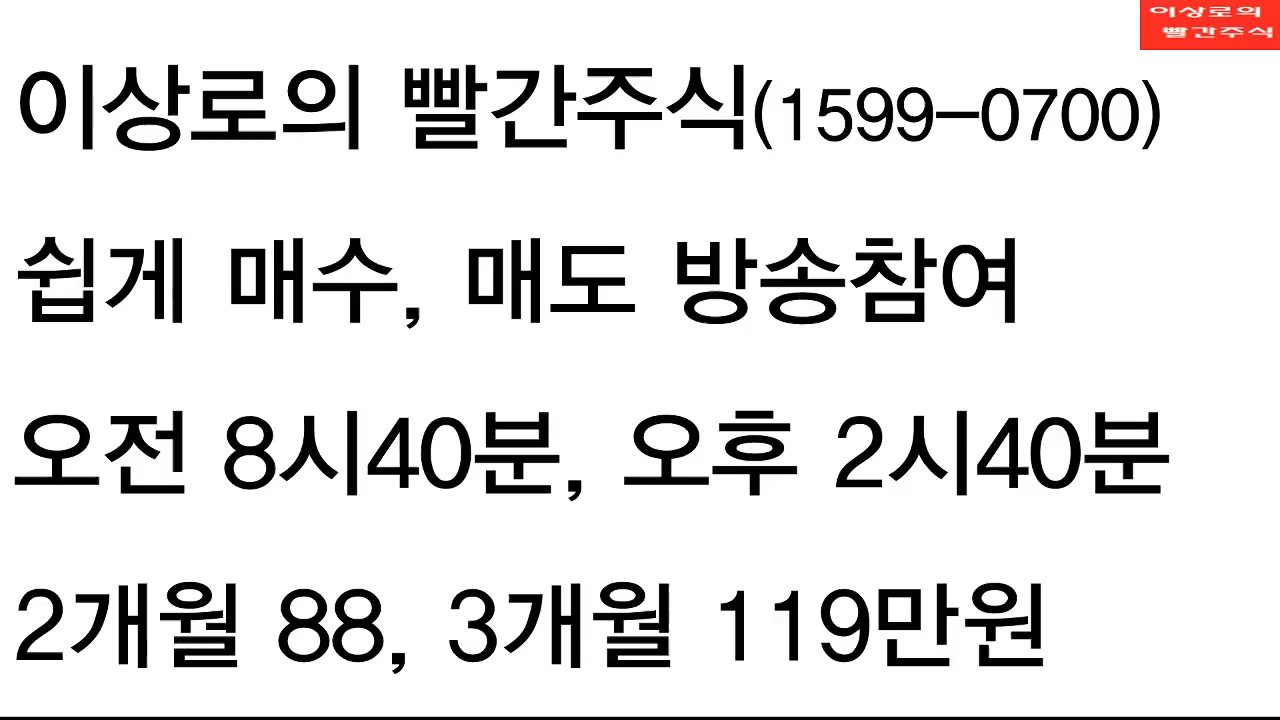 이상로의
빨간주식
이상로의 빨간주식(1599-0700)
쉽게 매수, 매도 방송참여
오전 8시40분, 오후 2시40분
2개월 88, 3개월 119만원